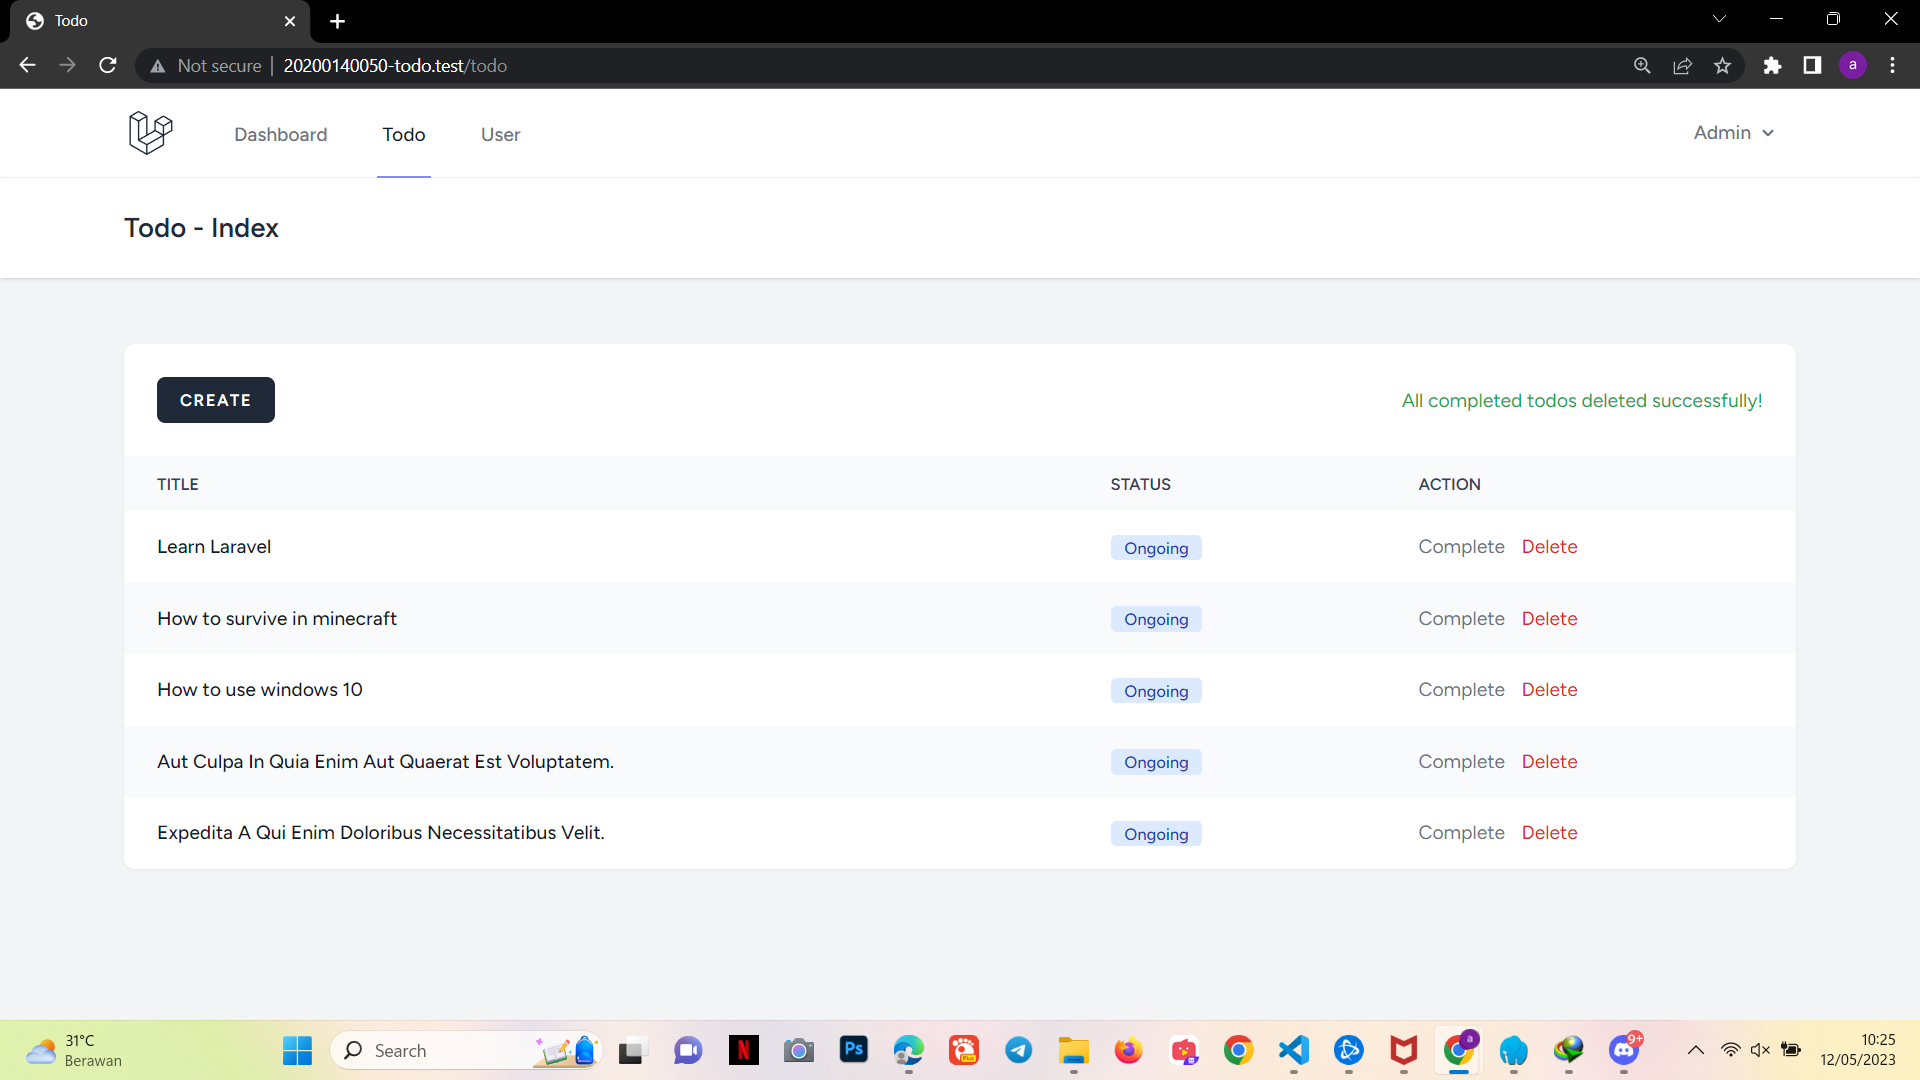 Todo
Not secure 20200140050-todo.test/todo
a
Dashboard Todo User Admin
Todo - Index
CREATE All completed todos deleted successfully!
TITLE STATUS ACTION
Learn Laravel Ongoing Complete Delete
How to survive in minecraft Ongoing Complete Delete
How to use windows 10 Ongoing Complete Delete
Aut Culpa In Quia Enim Aut Quaerat Est Voluptatem. Ongoing Complete Delete
Expedita A Qui Enim Doloribus Necessitatibus Velit. Ongoing Complete Delete
31°C
Berawan
Search
N
Ps
Plus
a
9+
10:25
12/05/2023